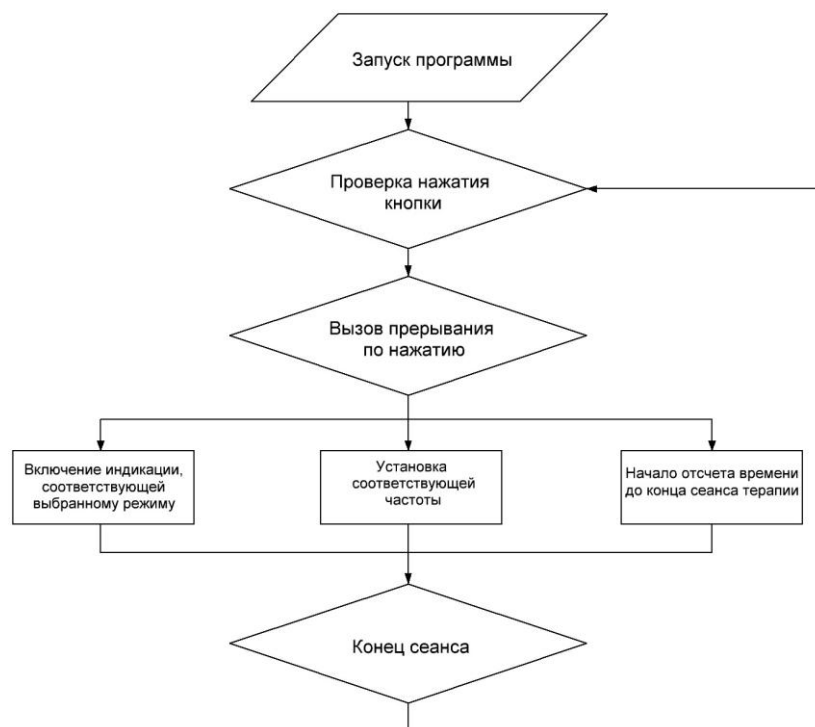 Запуск программы
Проверка нажатия
кнопки
Вызов прерывания
по нажатию
Включение индикации,
соответствующей
выбранному режиму
Установка
соответствующей
частоты
Начало отсчета времени
до конца сеанса терапии
Конец сеанса